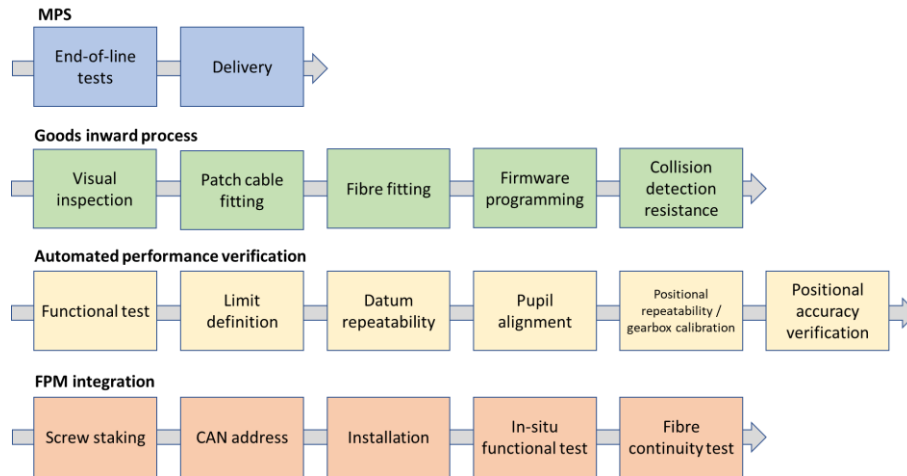 MPS
End-of-line
tests
Delivery
Goods inward process
Visual
inspection
Patch cable
fitting
Fibre fitting
Firmware
programming
Collision
detection
resistance
Automated performance verification
Functional test
Limit
definition
Datum
repeatability
Pupil
alignment
Positional
repeatability /
gearbox calibration
Positional
accuracy
verification
FPM integration
Screw staking
CAN address
Installation
In-situ
functional test
Fibre
continuity test